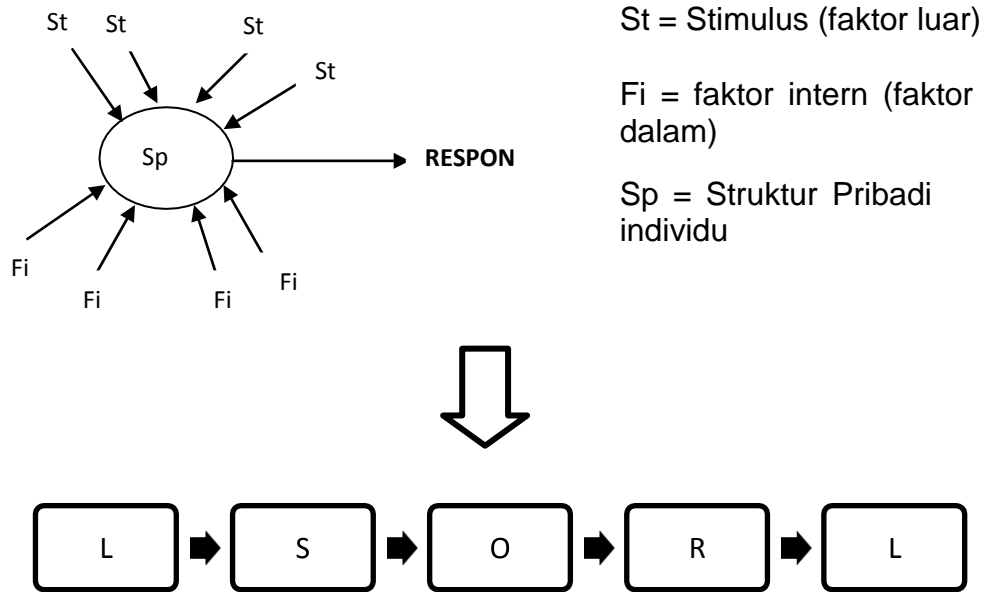 St
St
St
St
Sp
RESPON
Fi
Fi
Fi
Fi
St = Stimulus (faktor luar)
Fi = faktor intern (faktor
dalam)
Sp = Struktur Pribadi
individu
L
S
O
R
L